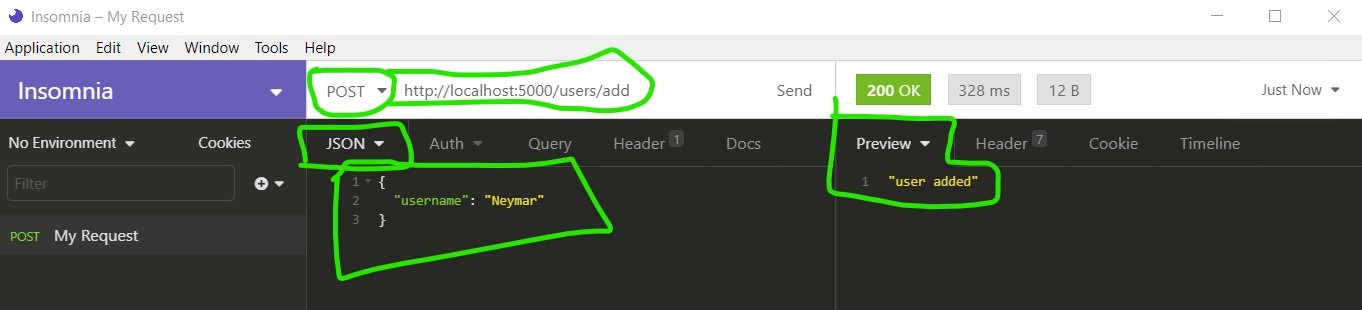 Insomnia – My Request
Application Edit View Window Tools Help
Insomnia
POST http://localhost:5000/users/add Send
200 OK 328 ms 12 B Just Now
No Environment Cookies
JSON Auth Query Header 1 Docs
Preview Header 7 Cookie Timeline
Filter
1 {
2 "username": "Neymar"
3 }
1 "user added"
POST My Request